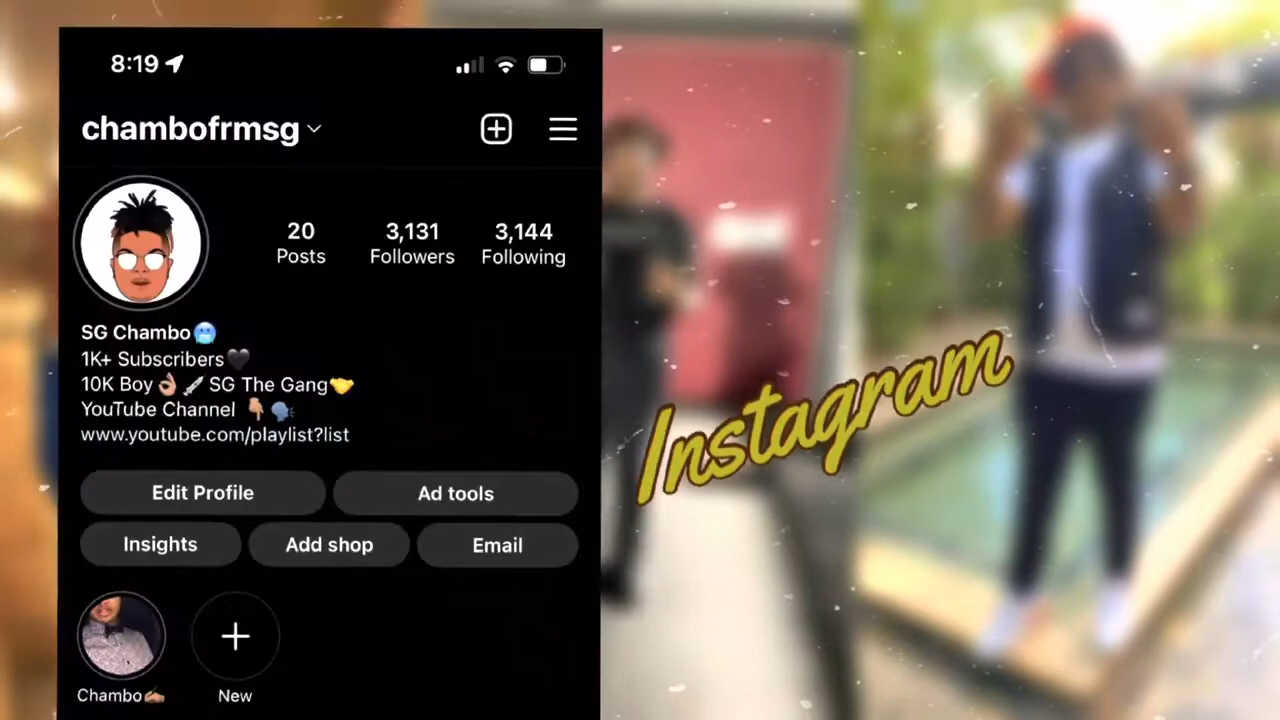 8:19
chambofrmsg
20 3,131 3,144
Posts Followers Following
SG Chambo🥶
1K+ Subscribers🖤
10K Boy👌🏽🗡️ SG The Gang🤝
YouTube Channel 👇🏽🗣️
www.youtube.com/playlist?list
Edit Profile Ad tools
Insights Add shop Email
Chambo✍🏽 New
Instagram